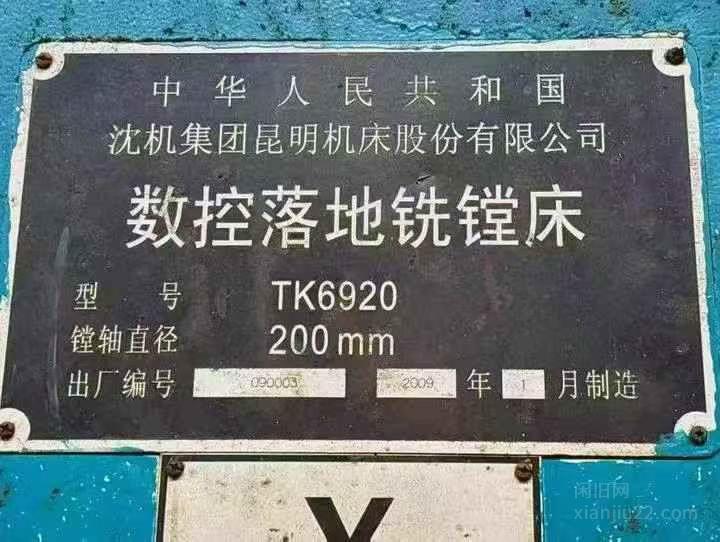 中华人民共和国
沈机集团昆明机床股份有限公司
数控落地铣镗床
型 号 TK6920
镗轴直径 200mm
出厂编号 090003 2009 年 1 月制造
X
闲旧网
xianjiu22.com